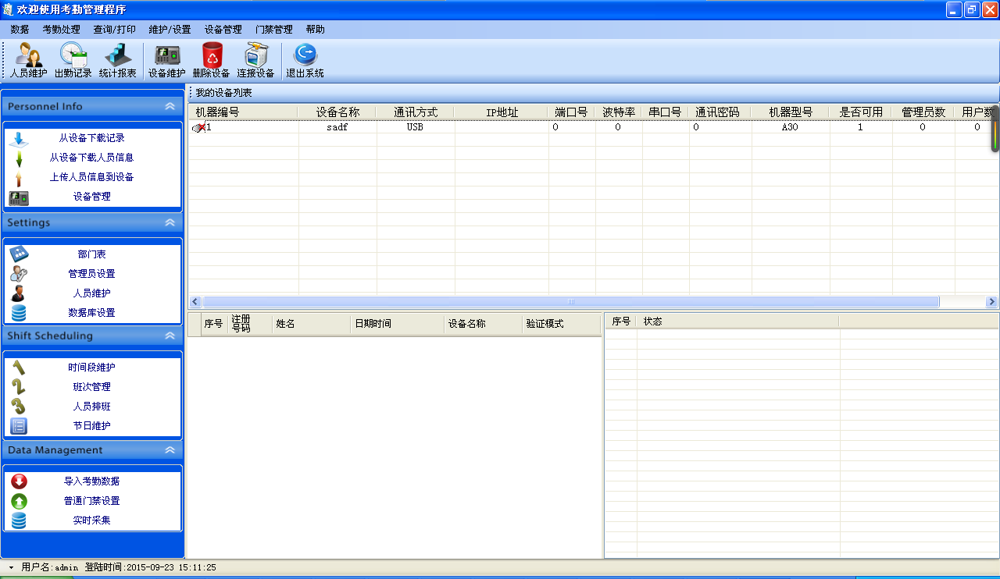 欢迎使用考勤管理程序
数据 考勤处理 查询/打印 维护/设置 设备管理 门禁管理 帮助
人员维护 出勤记录 统计报表 设备维护 删除设备 连接设备 退出系统
Personnel Info
从设备下载记录
从设备下载人员信息
上传人员信息到设备
设备管理
Settings
部门表
管理员设置
人员维护
数据库设置
Shift Scheduling
时间段维护
班次管理
人员排班
节日维护
Data Management
导入考勤数据
普通门禁设置
实时采集
我的设备列表
机器编号 设备名称 通讯方式 IP地址 端口号 波特率 串口号 通讯密码 机器型号 是否可用 管理员数 用户数
1 sadf USB 0 0 0 A30 1 0 0
序号 注册号码 姓名 日期时间 设备名称 验证模式
序号 状态
用户名:admin 登陆时间:2015-09-23 15:11:25